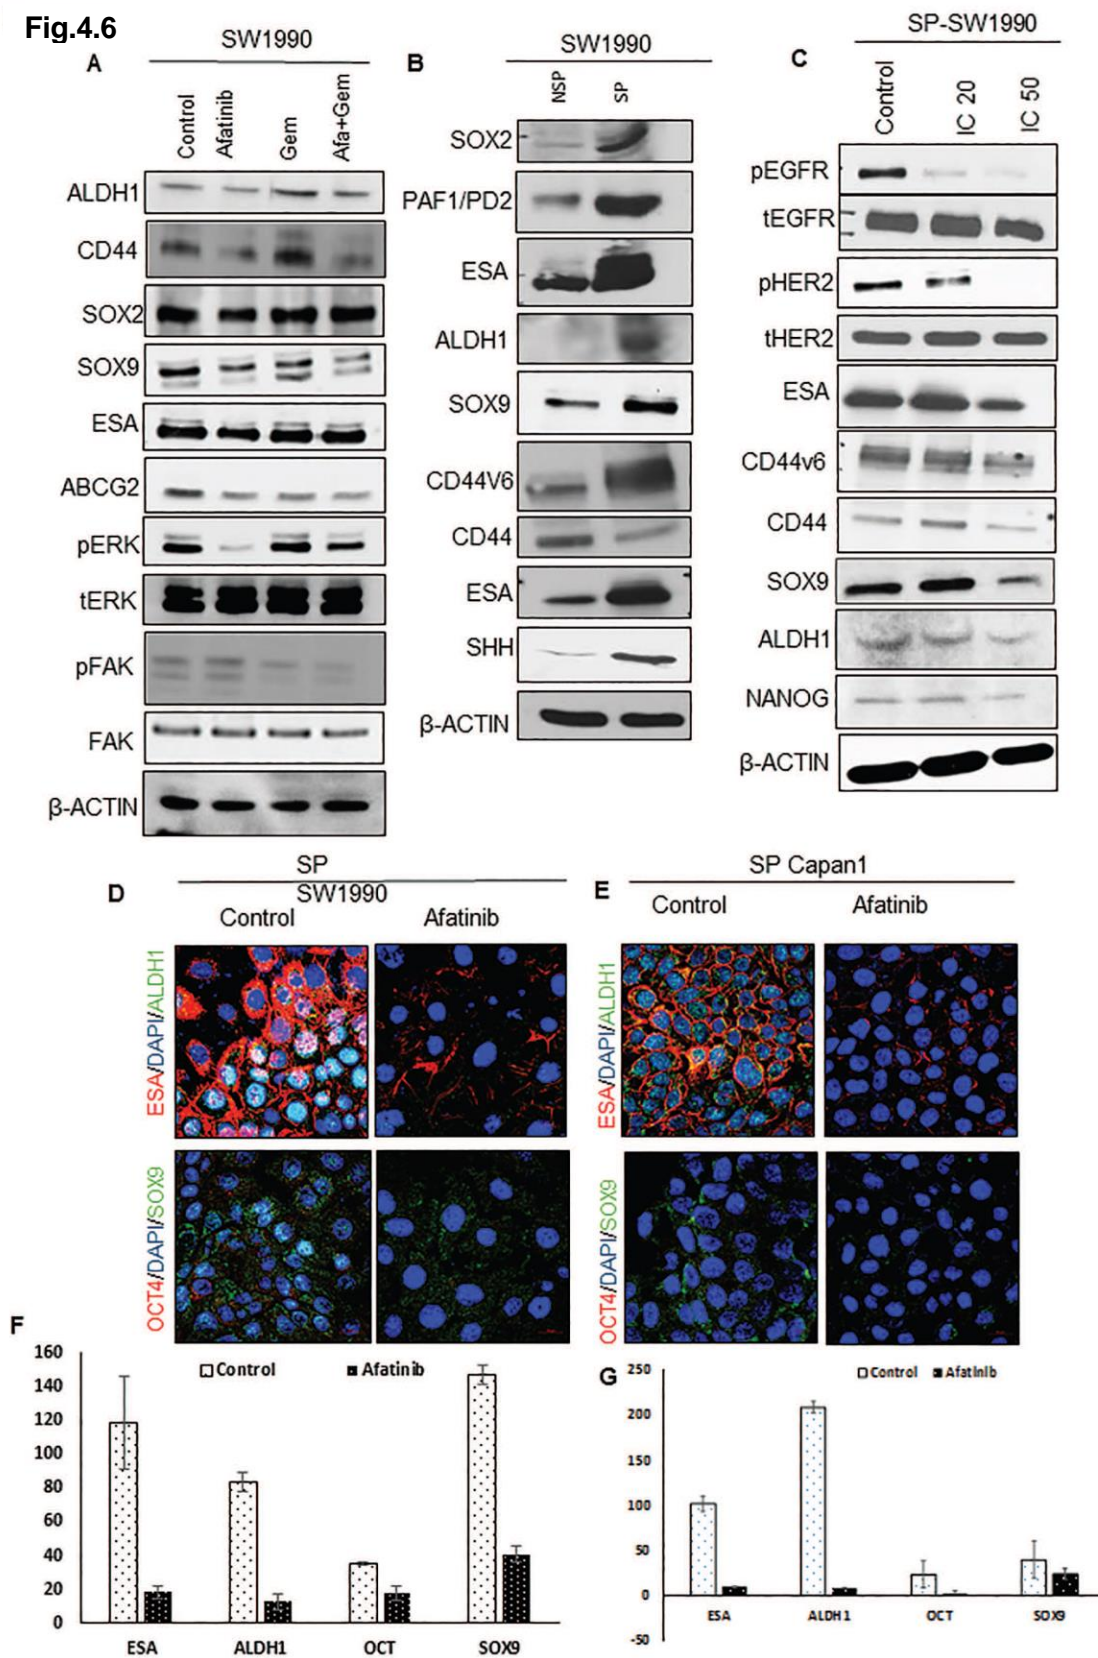 Fig.4.6
A
SW1990
Control
Afatinib
Gem
Afa+Gem
ALDH1
CD44
SOX2
SOX9
ESA
ABCG2
pERK
tERK
pFAK
FAK
β-ACTIN
B
SW1990
NSP
SP
SOX2
PAF1/PD2
ESA
ALDH1
SOX9
CD44V6
CD44
ESA
SHH
β-ACTIN
C
SP-SW1990
Control
IC 20
IC 50
pEGFR
tEGFR
pHER2
tHER2
ESA
CD44v6
CD44
SOX9
ALDH1
NANOG
β-ACTIN
D
SP
SW1990
Control
Afatinib
ESA/DAPI/ALDH1
OCT4/DAPI/SOX9
E
SP Capan1
Control
Afatinib
ESA/DAPI/ALDH1
OCT4/DAPI/SOX9
F
Control
Afatinib
160
140
120
100
80
60
40
20
0
ESA
ALDH1
OCT
SOX9
G
Control
Afatinib
250
200
150
100
50
0
-50
ESA
ALDH1
OCT
SOX9